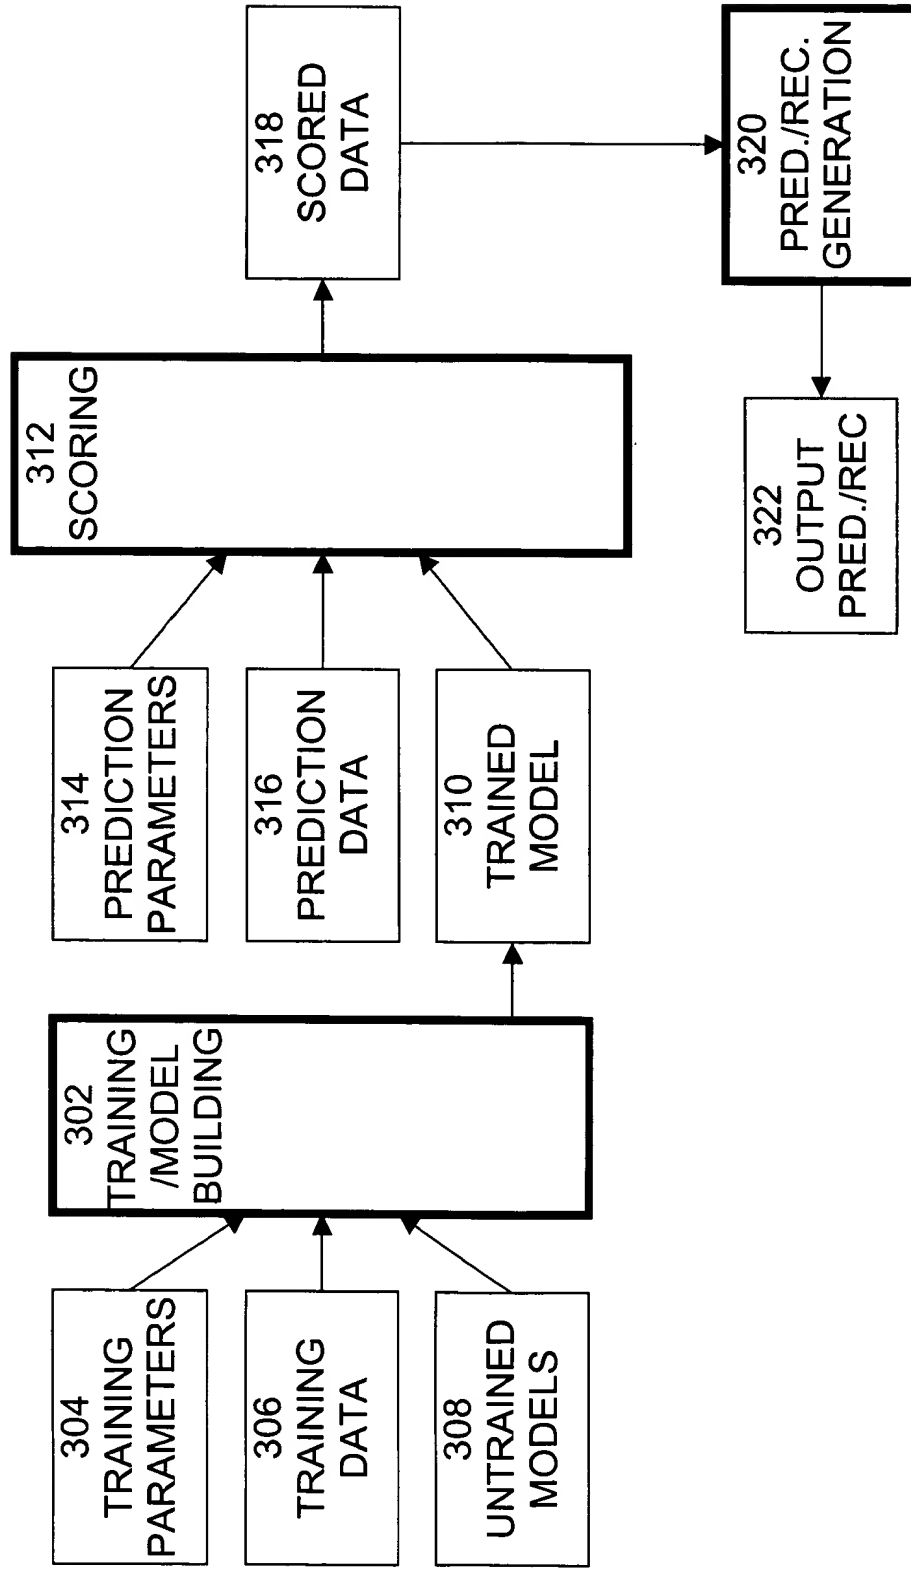 304
TRAINING
PARAMETERS
306
TRAINING
DATA
308
UNTRAINED
MODELS
302
TRAINING
/MODEL
BUILDING
314
PREDICTION
PARAMETERS
316
PREDICTION
DATA
310
TRAINED
MODEL
312
SCORING
318
SCORED
DATA
320
PRED./REC.
GENERATION
322
OUTPUT
PRED./REC